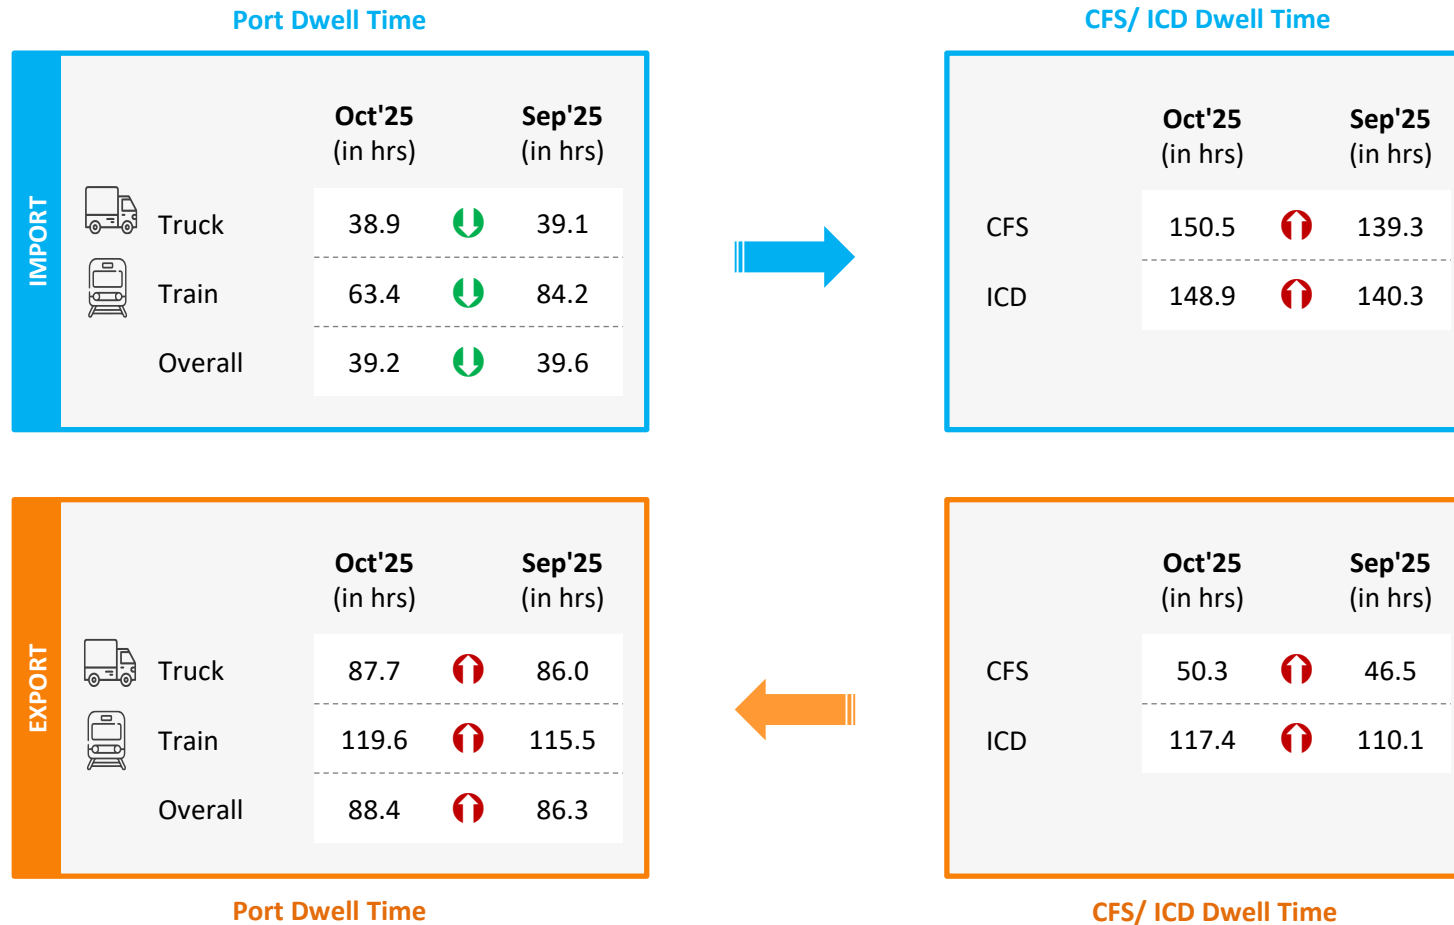 Port Dwell Time
CFS/ ICD Dwell Time
IMPORT
Oct'25 Sep'25
(in hrs) (in hrs)
Truck 38.9 39.1
Train 63.4 84.2
Overall 39.2 39.6
Oct'25 Sep'25
(in hrs) (in hrs)
CFS 150.5 139.3
ICD 148.9 140.3
EXPORT
Oct'25 Sep'25
(in hrs) (in hrs)
Truck 87.7 86.0
Train 119.6 115.5
Overall 88.4 86.3
Oct'25 Sep'25
(in hrs) (in hrs)
CFS 50.3 46.5
ICD 117.4 110.1
Port Dwell Time
CFS/ ICD Dwell Time